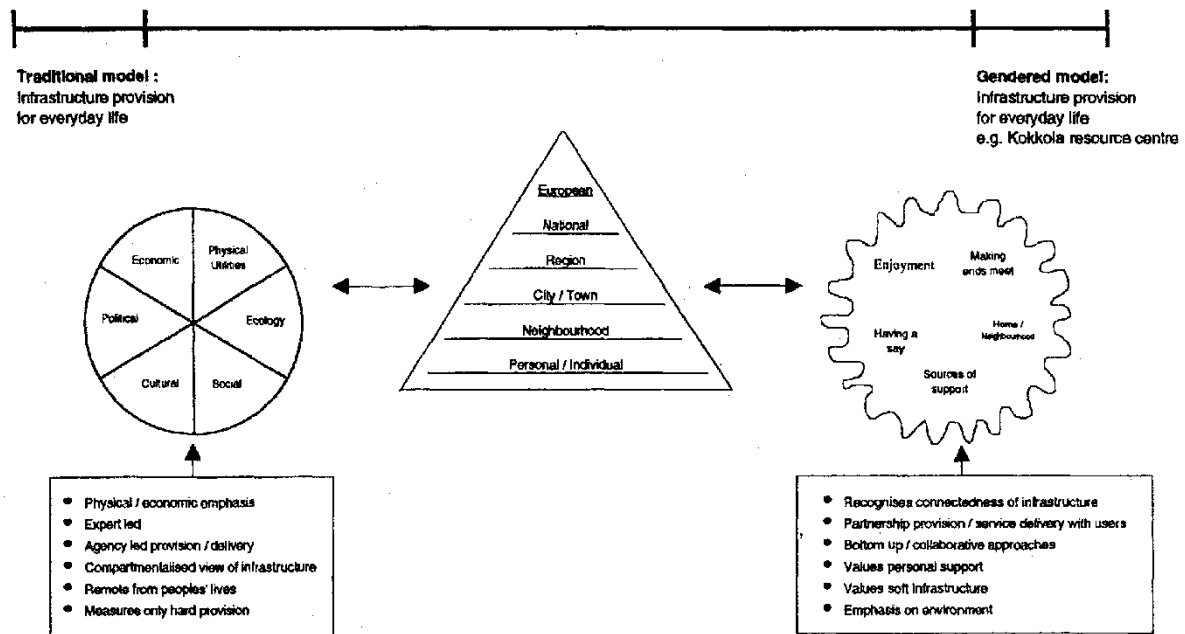 Traditional model :
Infrastructure provision
for everyday life
Gendered model:
Infrastructure provision
for everyday life
e.g. Kokkola resource centre
Economic
Physical
Utilities
Political
Ecology
Cultural
Social
European
National
Region
City / Town
Neighbourhood
Personal / Individual
Enjoyment
Making
ends meet
Having a
say
Home /
Neighbourhood
Sources of
support
• Physical / economic emphasis
• Expert led
• Agency led provision / delivery
• Compartmentalised view of infrastructure
• Remote from peoples' lives
• Measures only hard provision
• Recognises connectedness of infrastructure
• Partnership provision / service delivery with users
• Bottom up / collaborative approaches
• Values personal support
• Values soft infrastructure
• Emphasis on environment